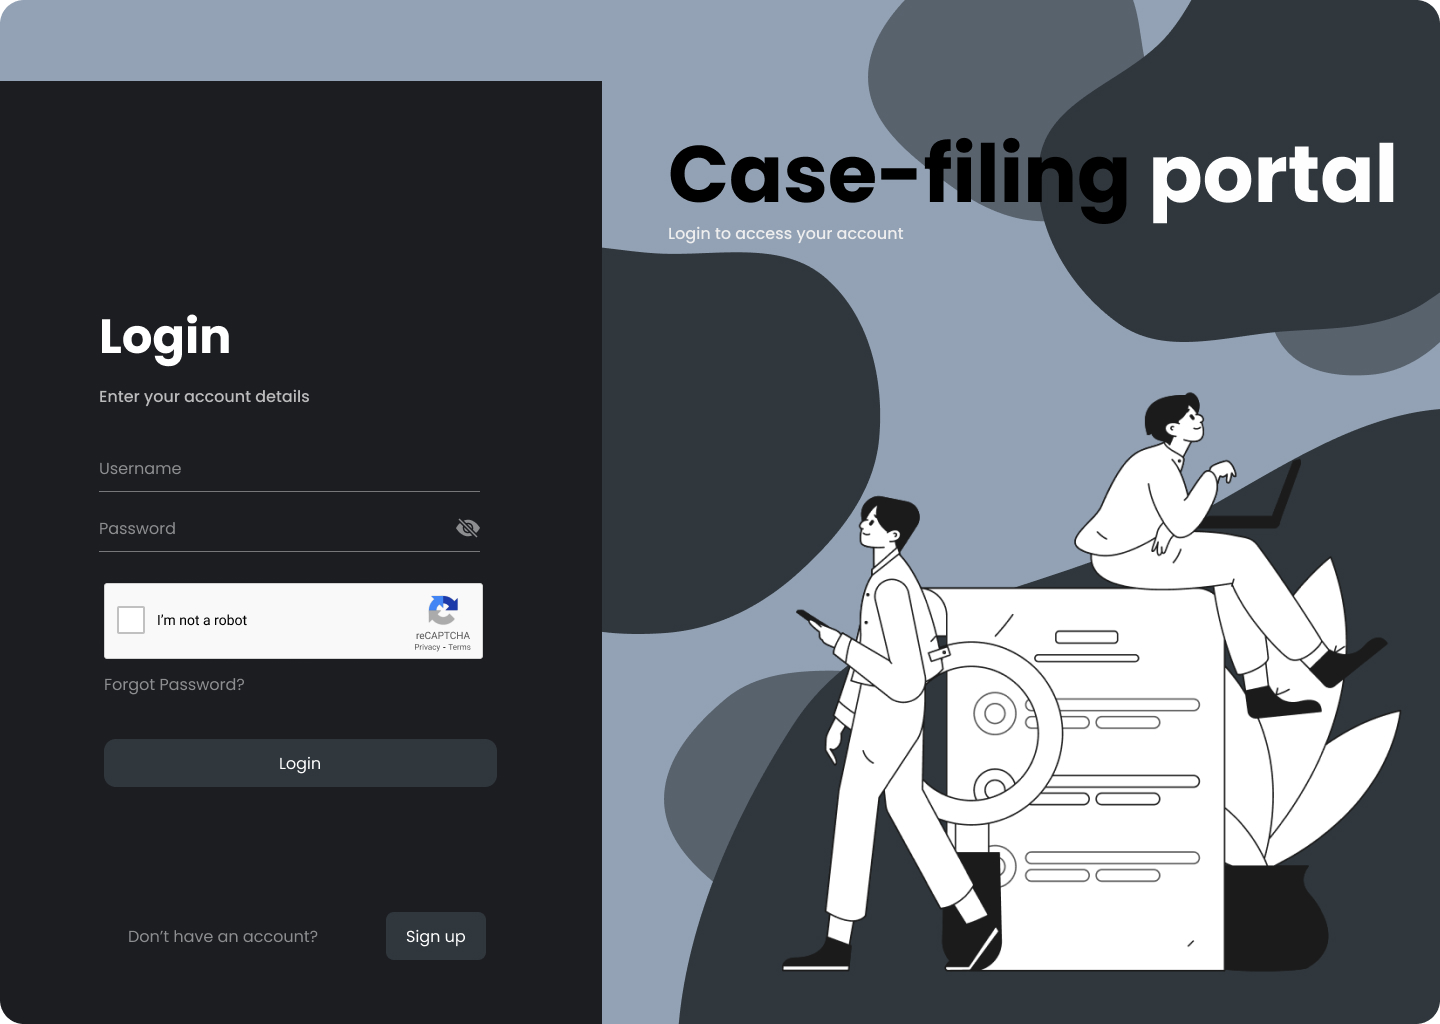 Case-filing portal
Login to access your account
Login
Enter your account details
Username
Password
I'm not a robot
reCAPTCHA
Privacy - Terms
Forgot Password?
Login
Don't have an account?
Sign up